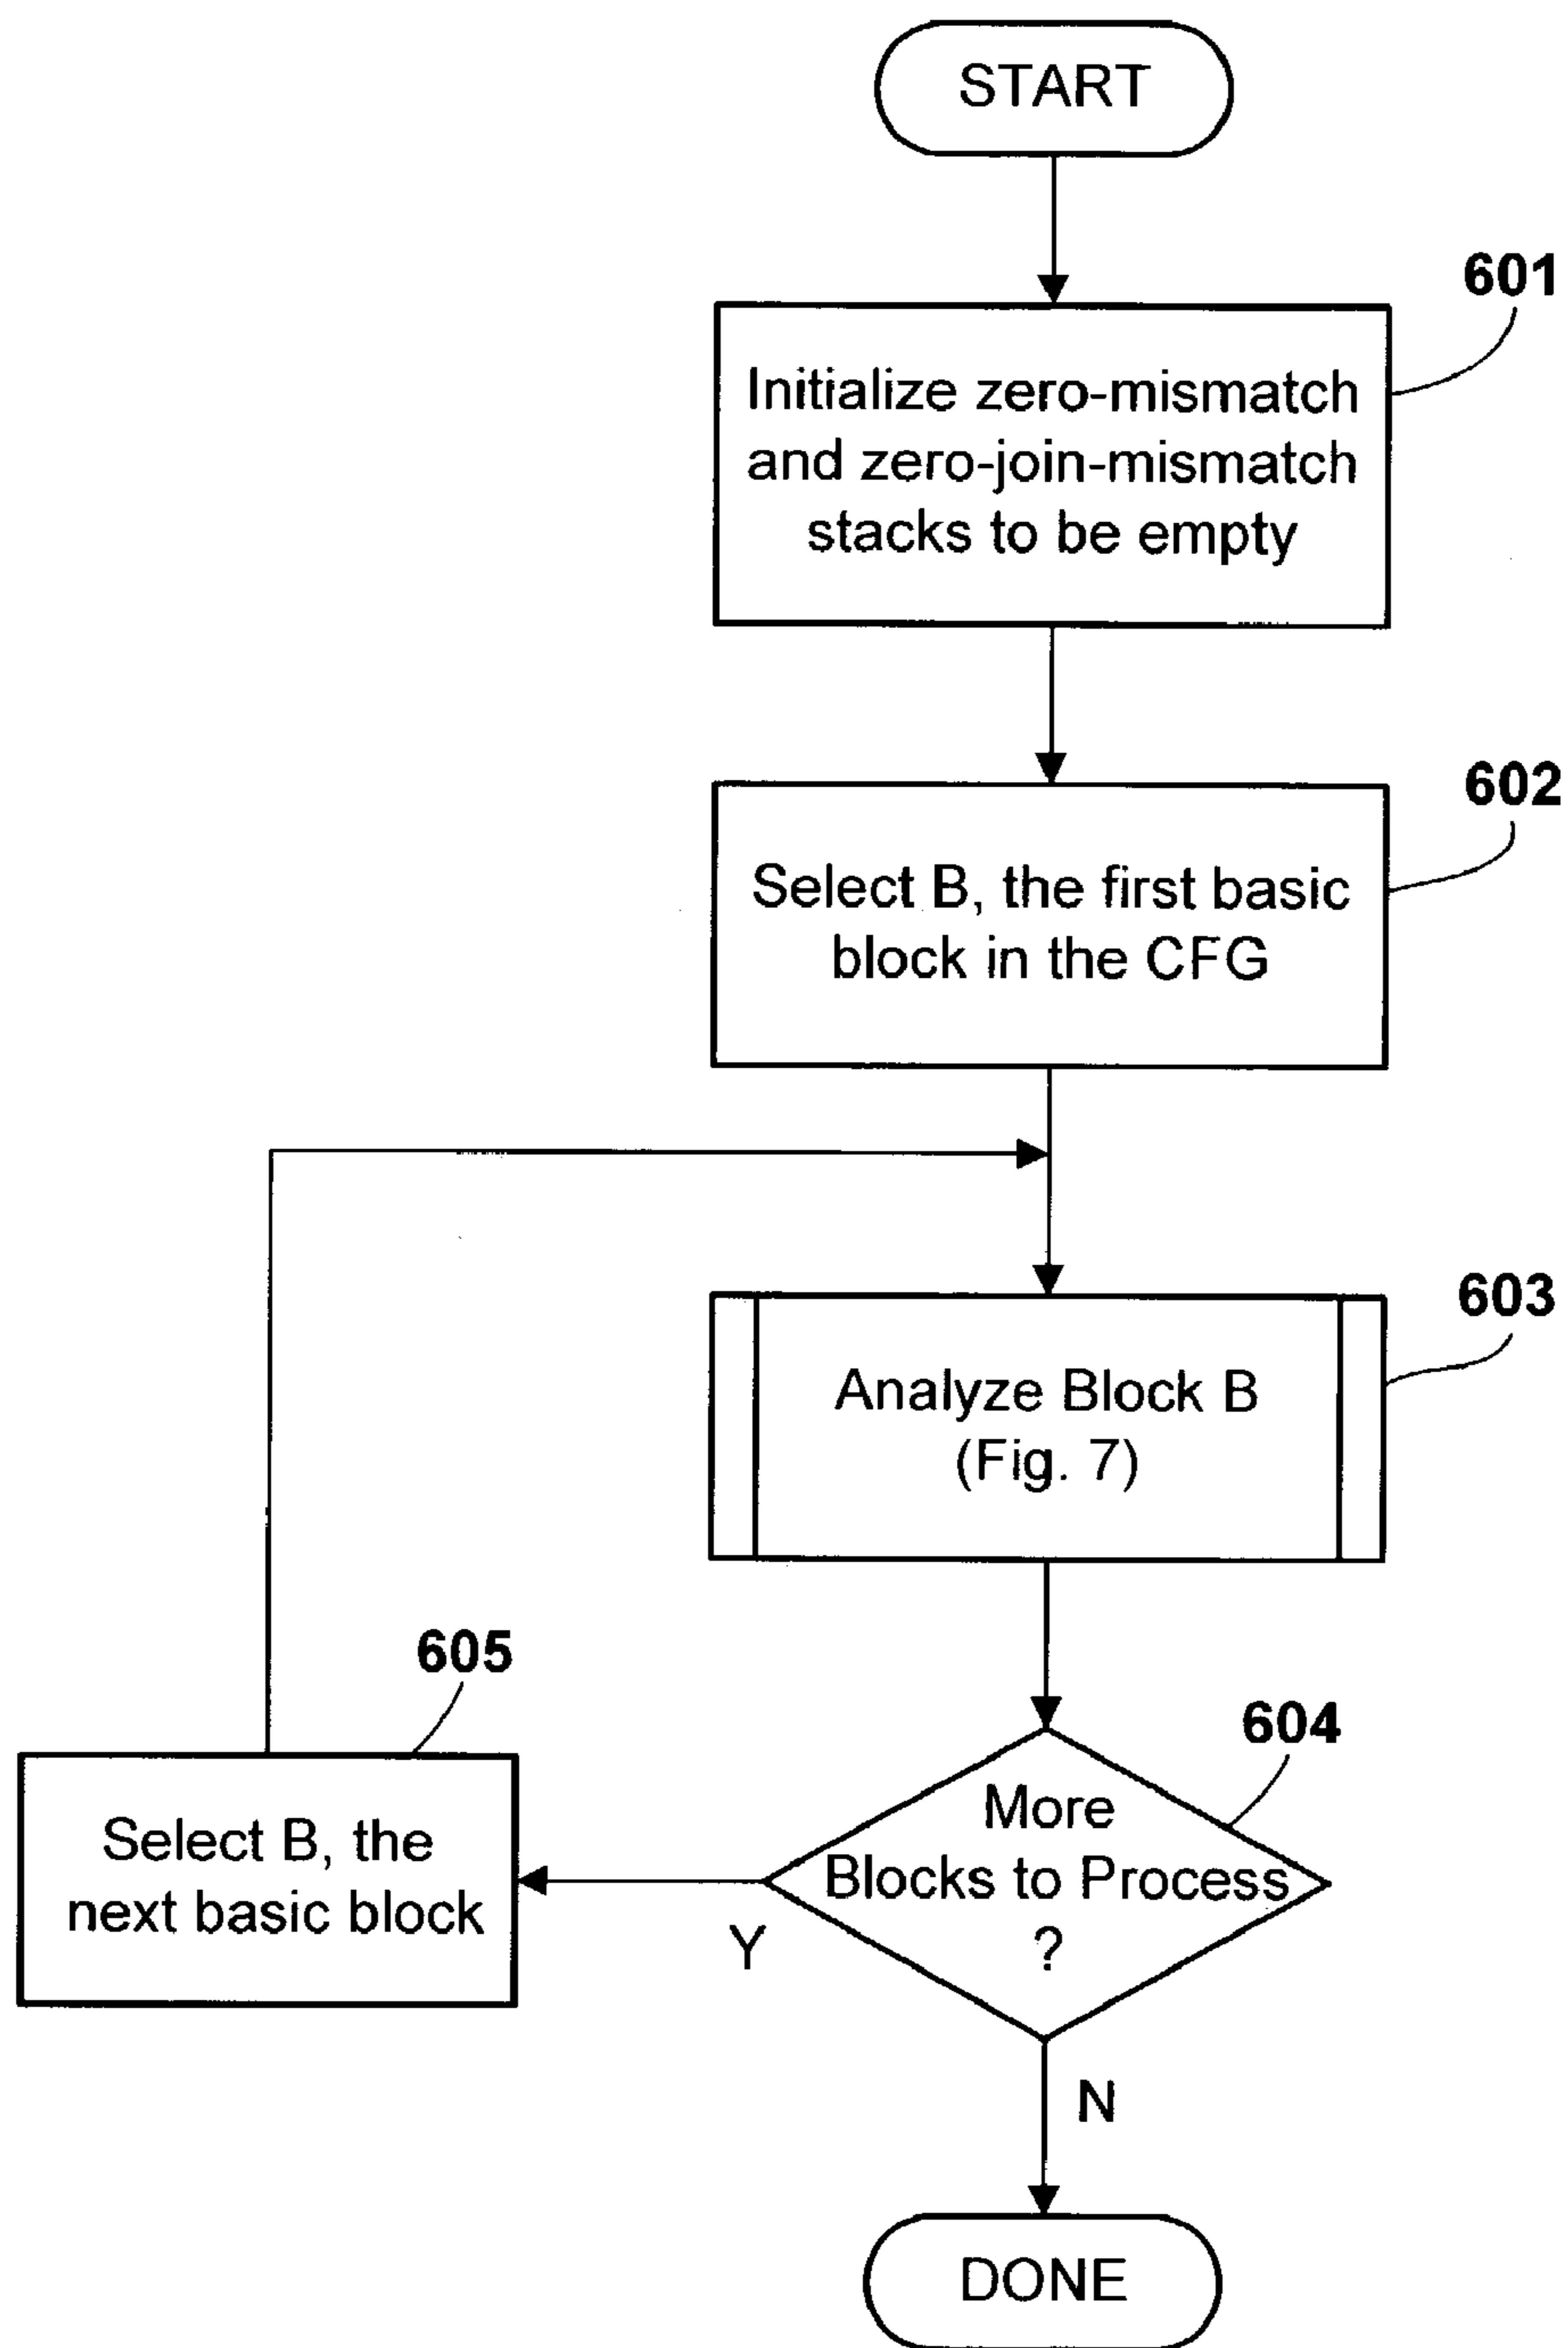 START
601
Initialize zero-mismatch
and zero-join-mismatch
stacks to be empty
602
Select B, the first basic
block in the CFG
603
Analyze Block B
(Fig. 7)
605
604
Select B, the
next basic block
More
Blocks to Process
?
Y
N
DONE